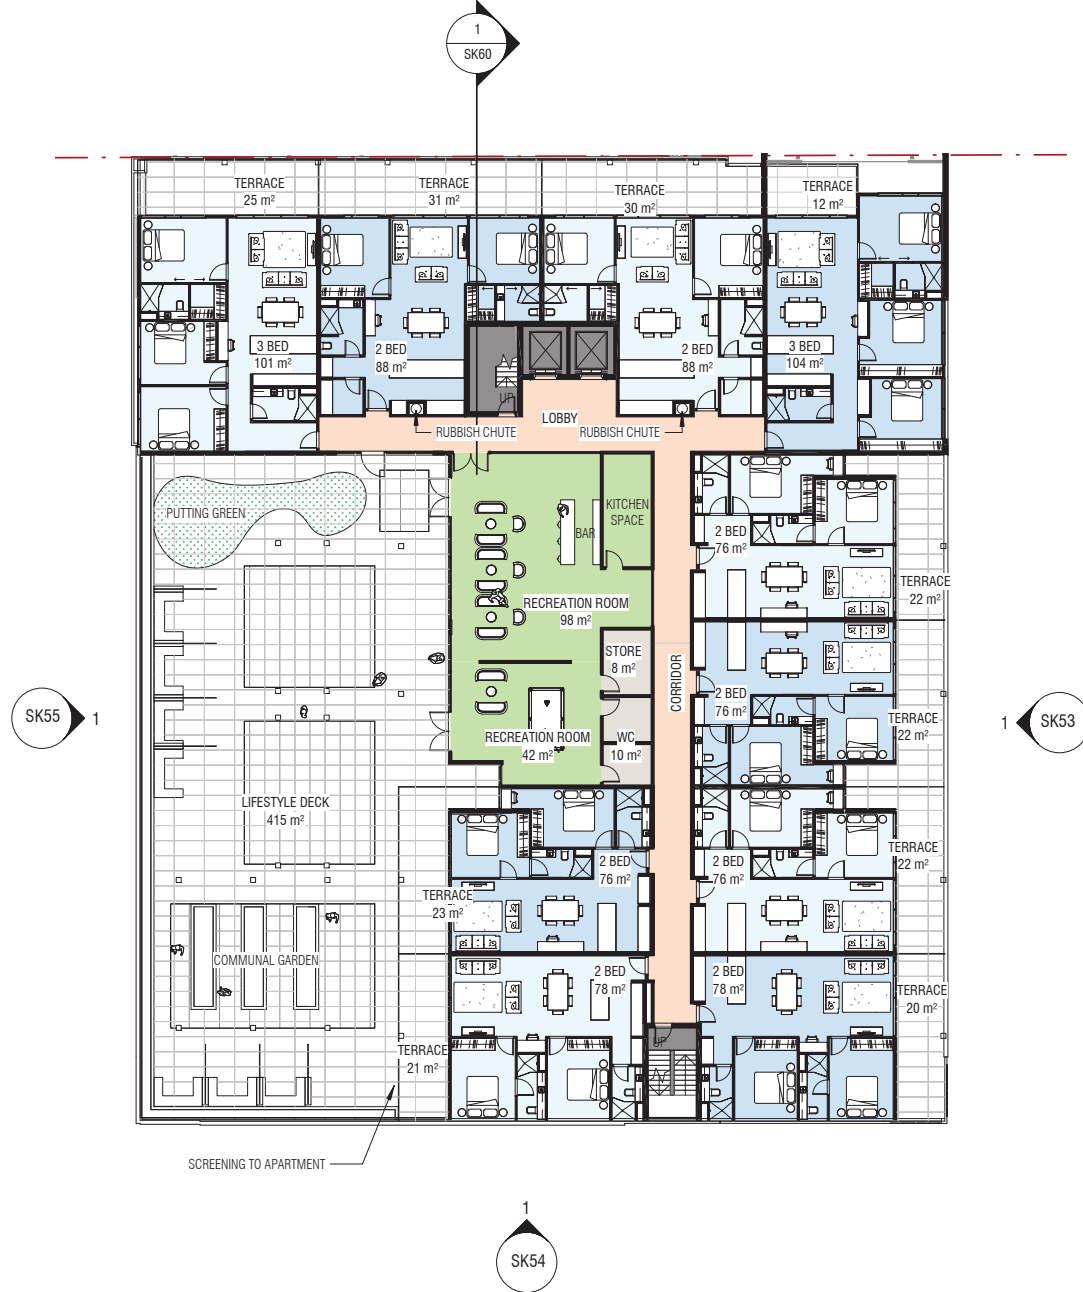 1
SK60
TERRACE
25 m²
TERRACE
31 m²
TERRACE
30 m²
TERRACE
12 m²
3 BED
101 m²
2 BED
88 m²
2 BED
88 m²
3 BED
104 m²
UP
LOBBY
RUBBISH CHUTE
RUBBISH CHUTE
PUTTING GREEN
KITCHEN
SPACE
BAR
2 BED
76 m²
TERRACE
22 m²
RECREATION ROOM
98 m²
STORE
8 m²
CORRIDOR
2 BED
76 m²
TERRACE
22 m²
SK55
1
1
SK53
RECREATION ROOM
42 m²
WC
10 m²
LIFESTYLE DECK
415 m²
2 BED
76 m²
2 BED
76 m²
TERRACE
22 m²
TERRACE
23 m²
COMMUNAL GARDEN
2 BED
78 m²
2 BED
78 m²
TERRACE
20 m²
UP
TERRACE
21 m²
SCREENING TO APARTMENT
1
SK54